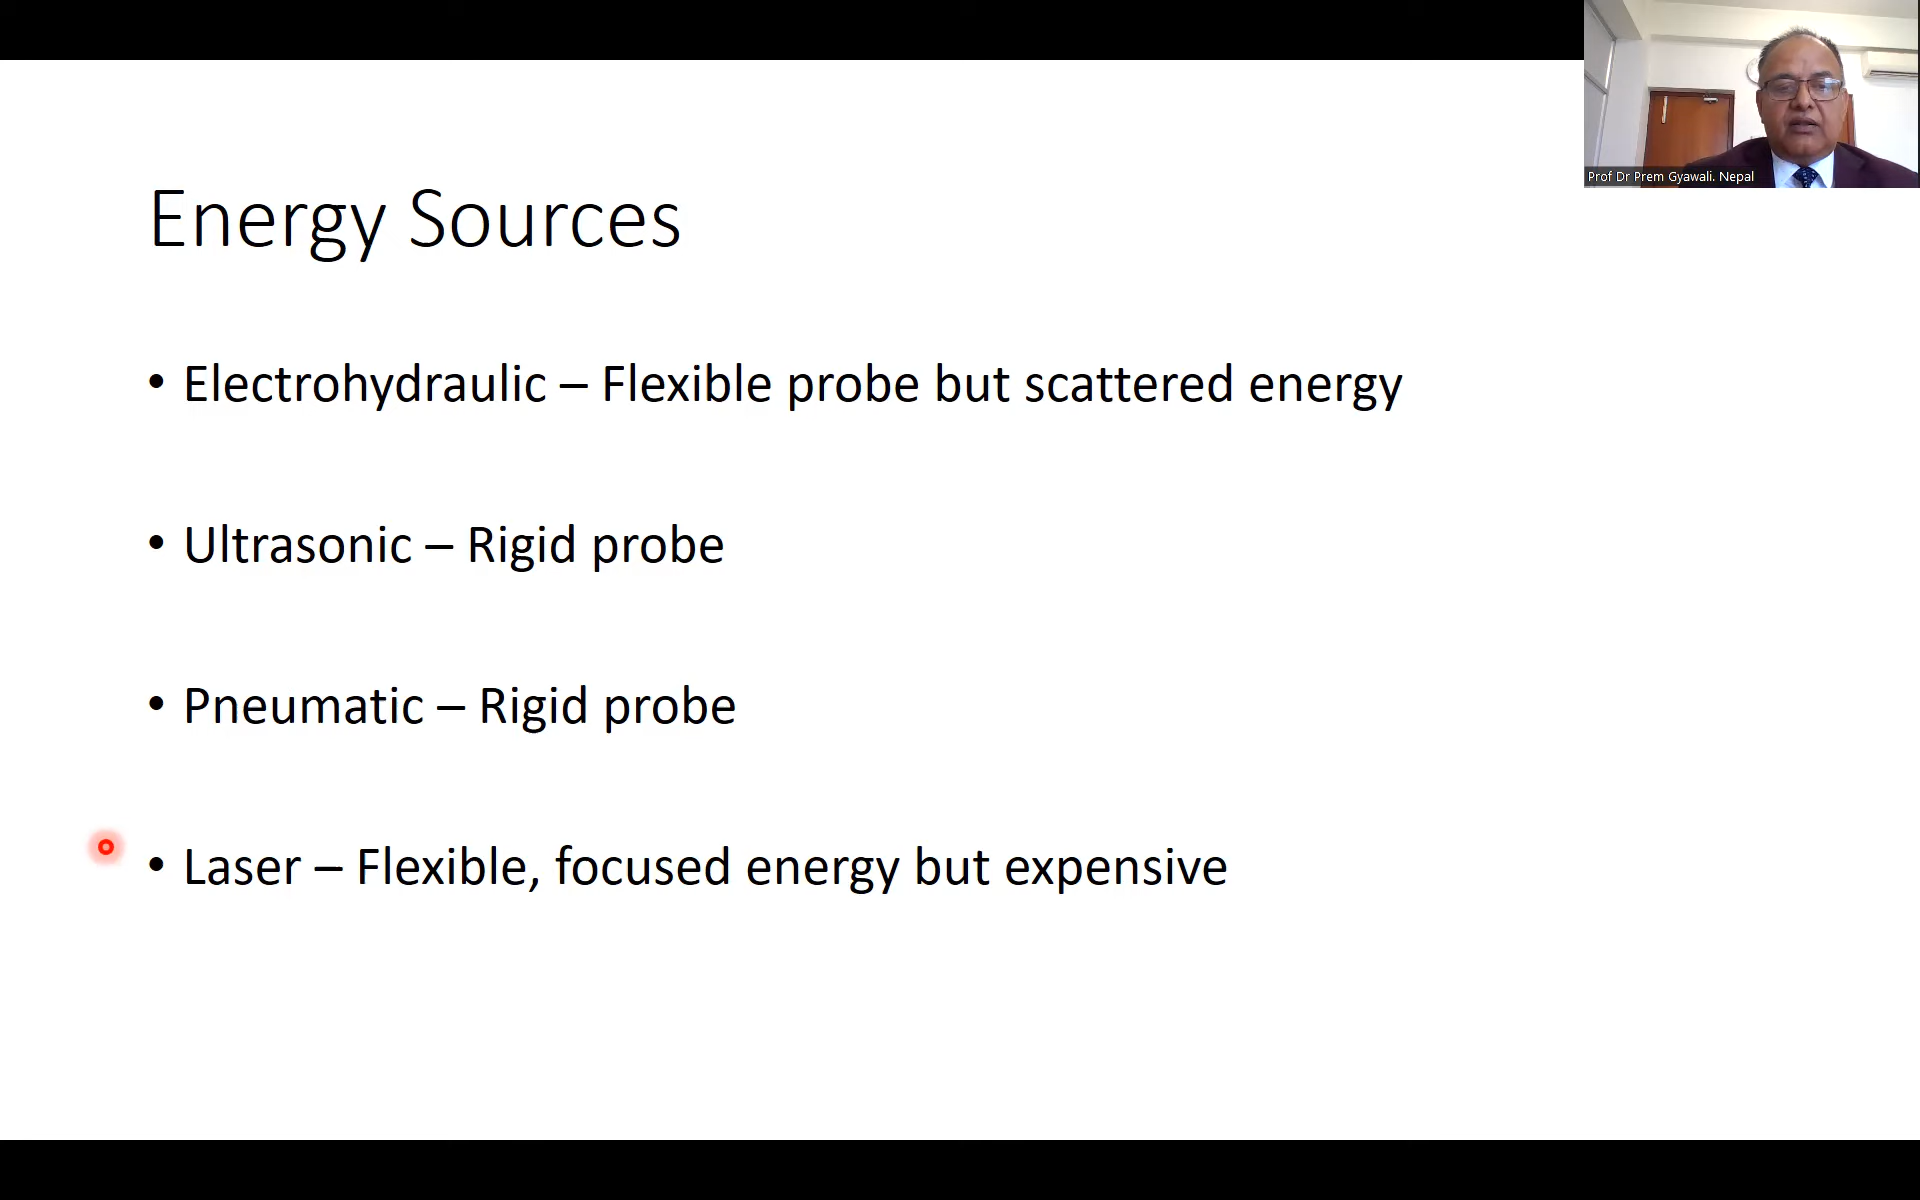 Prof Dr Prem Gyawali. Nepal
Energy Sources
• Electrohydraulic – Flexible probe but scattered energy
• Ultrasonic – Rigid probe
• Pneumatic – Rigid probe
• Laser – Flexible, focused energy but expensive